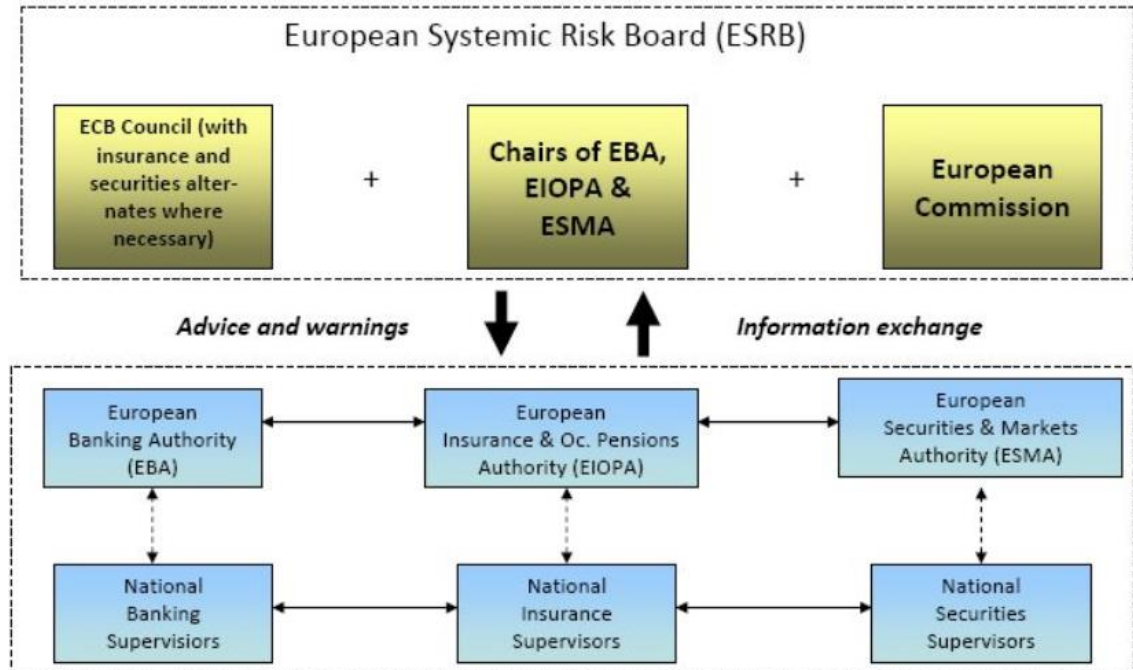 European Systemic Risk Board (ESRB)
ECB Council (with
insurance and
securities alter-
nates where
necessary)
+
Chairs of EBA,
EIOPA &
ESMA
+
European
Commission
Advice and warnings
Information exchange
European
Banking Authority
(EBA)
European
Insurance & Oc. Pensions
Authority (EIOPA)
European
Securities & Markets
Authority (ESMA)
National
Banking
Supervisiors
National
Insurance
Supervisors
National
Securities
Supervisors